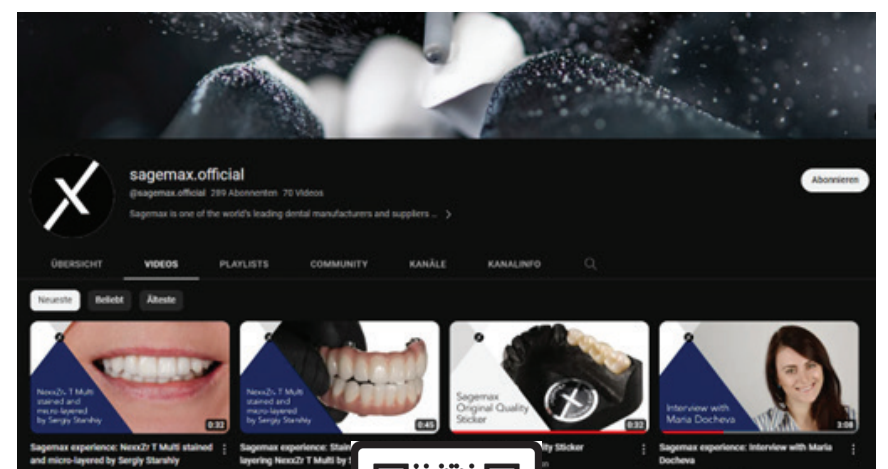 sagemax.official
@sagemax.official 289 Abonnenten 70 Videos
Sagemax is one of the world's leading dental manufacturers and suppliers ...
Abonnieren
ÜBERSICHT VIDEOS PLAYLISTS COMMUNITY KANÄLE KANALINFO
Neueste Beliebt Älteste
NexxZr T Multi
stained and
micro-layered
by Sergiy Starshiy
0:32
NexxZr T Multi
stained and
micro-layered
by Sergiy Starshiy
0:45
Sagemax
Original Quality
Sticker
0:32
Interview with
Maria Docheva
3:08
Sagemax experience: NexxZr T Multi stained
and micro-layered by Sergiy Starshiy
Sagemax experience: Stain
layering NexxZr T Multi by
ty Sticker
Sagemax experience: Interview with Maria
Docheva